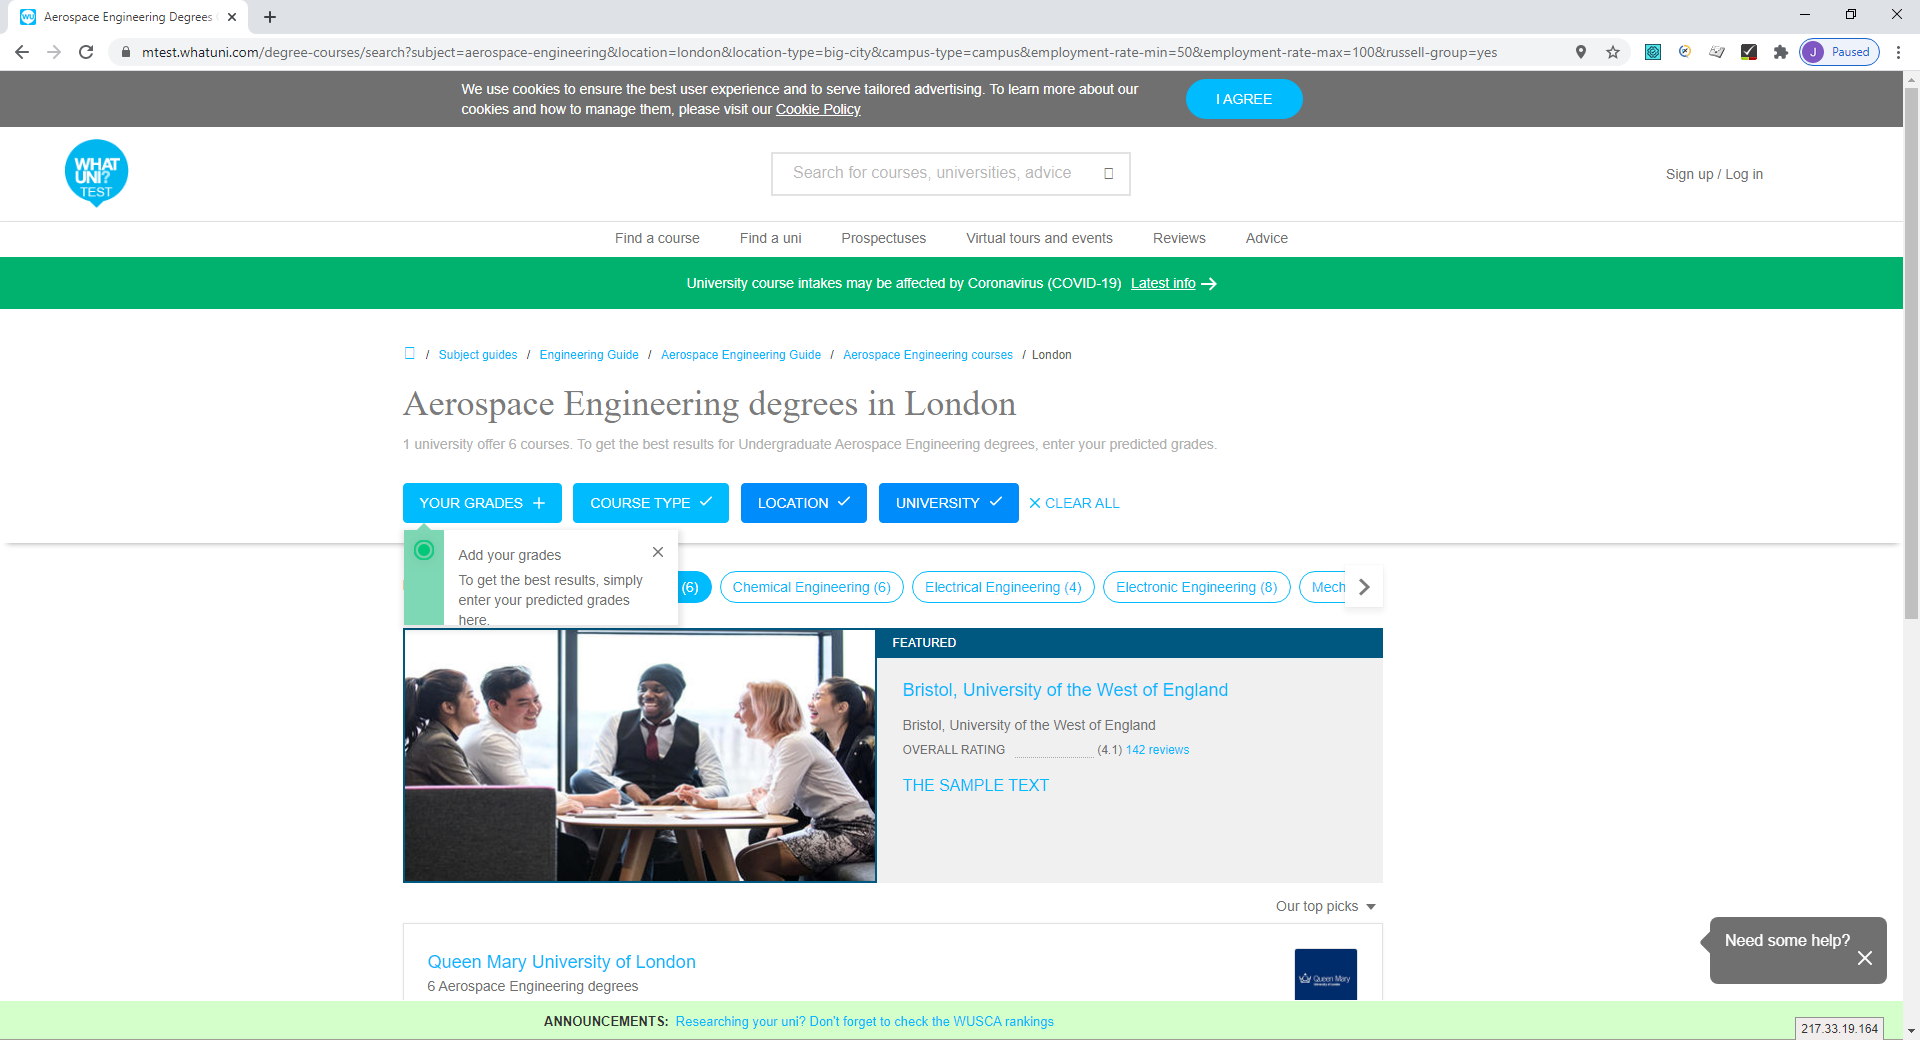 Aerospace Engineering Degrees
mtest.whatuni.com/degree-courses/search?subject=aerospace-engineering&location=london&location-type=big-city&campus-type=campus&employment-rate-min=50&employment-rate-max=100&russell-group=yes
J Paused
We use cookies to ensure the best user experience and to serve tailored advertising. To learn more about our
cookies and how to manage them, please visit our Cookie Policy
I AGREE
WHAT
UNI?
TEST
Search for courses, universities, advice
Sign up / Log in
Find a course Find a uni Prospectuses Virtual tours and events Reviews Advice
University course intakes may be affected by Coronavirus (COVID-19) Latest info
/ Subject guides / Engineering Guide / Aerospace Engineering Guide / Aerospace Engineering courses / London
Aerospace Engineering degrees in London
1 university offer 6 courses. To get the best results for Undergraduate Aerospace Engineering degrees, enter your predicted grades.
YOUR GRADES COURSE TYPE LOCATION UNIVERSITY CLEAR ALL
Add your grades
To get the best results, simply
enter your predicted grades
here.
(6) Chemical Engineering (6) Electrical Engineering (4) Electronic Engineering (8) Mech
FEATURED
Bristol, University of the West of England
Bristol, University of the West of England
OVERALL RATING (4.1) 142 reviews
THE SAMPLE TEXT
Our top picks
Queen Mary University of London
6 Aerospace Engineering degrees
Queen Mary
Need some help?
ANNOUNCEMENTS: Researching your uni? Don't forget to check the WUSCA rankings
217.33.19.164